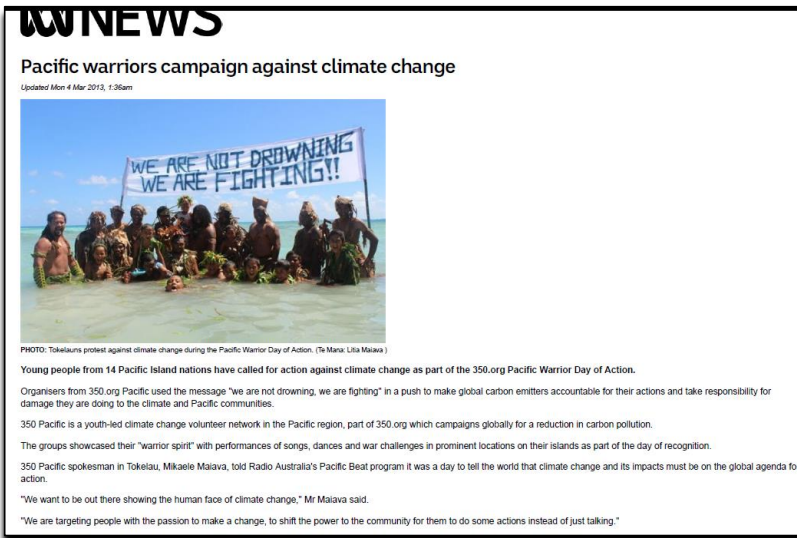 NEWS
Pacific warriors campaign against climate change
Updated Mon 4 Mar 2013, 1:36am
WE ARE NOT DROWNING
WE ARE FIGHTING!!
PHOTO: Tokelauns protest against climate change during the Pacific Warrior Day of Action. (Te Mana: Litia Maiava )
Young people from 14 Pacific Island nations have called for action against climate change as part of the 350.org Pacific Warrior Day of Action.
Organisers from 350.org Pacific used the message "we are not drowning, we are fighting" in a push to make global carbon emitters accountable for their actions and take responsibility for
damage they are doing to the climate and Pacific communities.
350 Pacific is a youth-led climate change volunteer network in the Pacific region, part of 350.org which campaigns globally for a reduction in carbon pollution.
The groups showcased their "warrior spirit" with performances of songs, dances and war challenges in prominent locations on their islands as part of the day of recognition.
350 Pacific spokesman in Tokelau, Mikaele Maiava, told Radio Australia's Pacific Beat program it was a day to tell the world that climate change and its impacts must be on the global agenda fo
action.
"We want to be out there showing the human face of climate change," Mr Maiava said.
"We are targeting people with the passion to make a change, to shift the power to the community for them to do some actions instead of just talking."